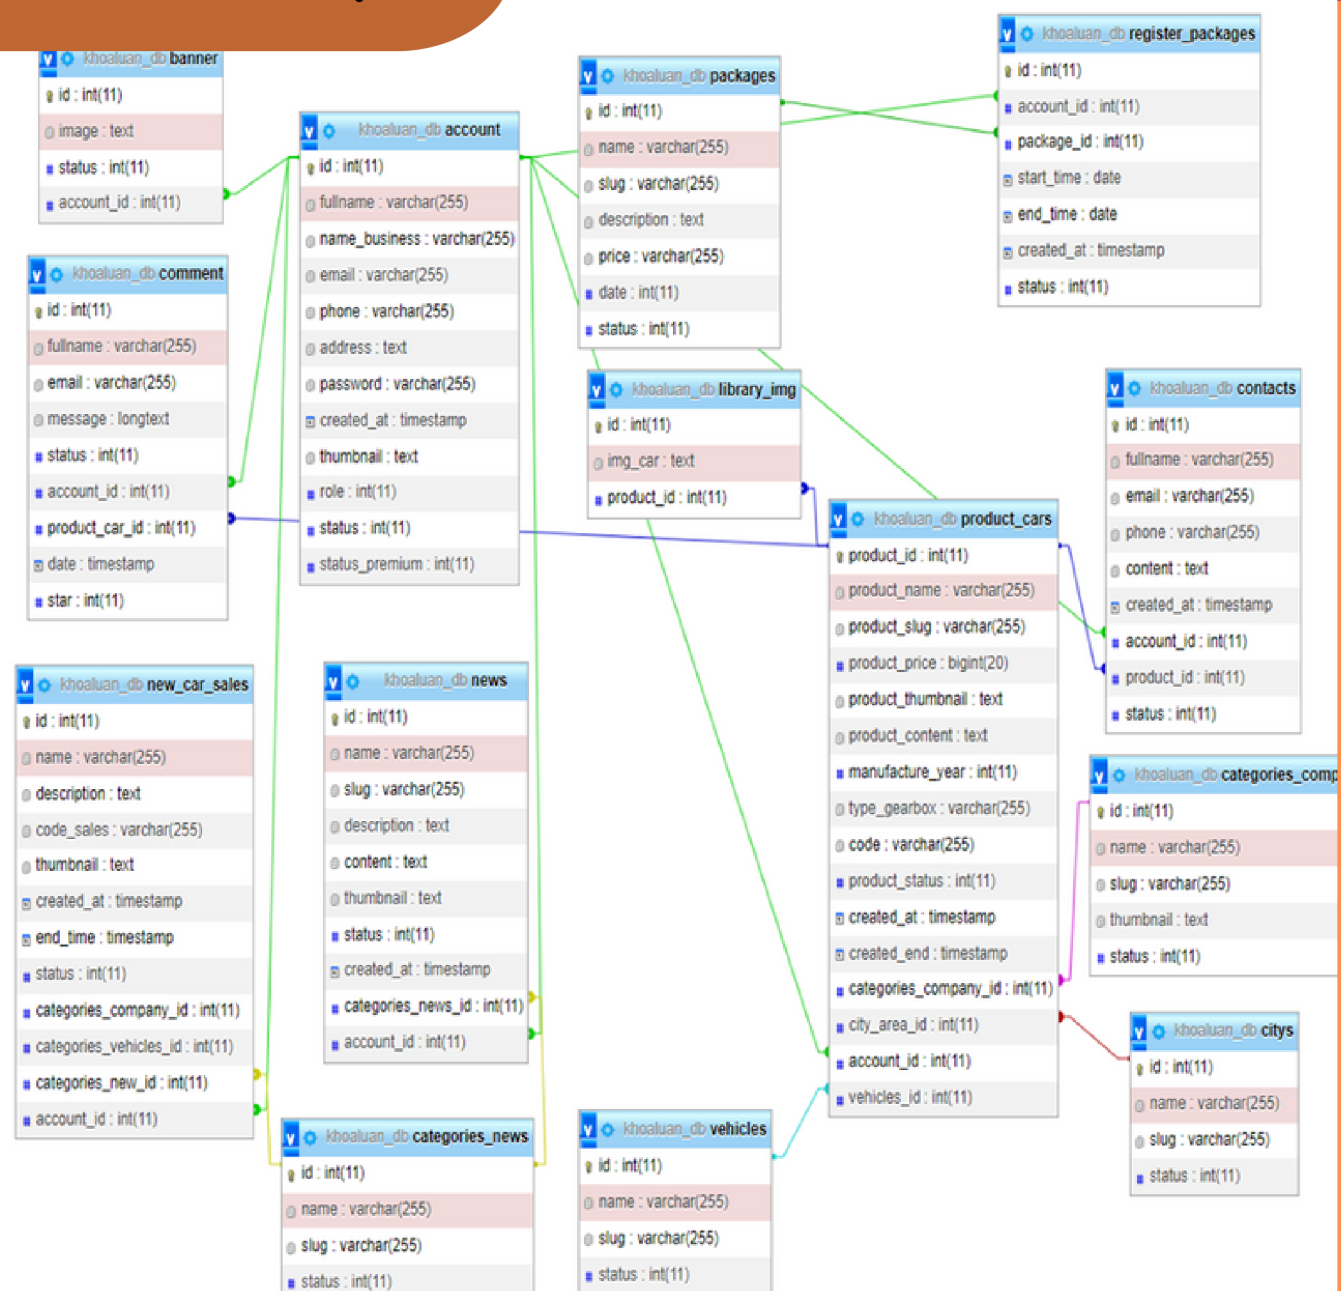 khoaluan_db banner
id : int(11)
image : text
status : int(11)
account_id : int(11)
khoaluan_db comment
id : int(11)
fullname : varchar(255)
email : varchar(255)
message : longtext
status : int(11)
account_id : int(11)
product_car_id : int(11)
date : timestamp
star : int(11)
khoaluan_db new_car_sales
id : int(11)
name : varchar(255)
description : text
code_sales : varchar(255)
thumbnail : text
created_at : timestamp
end_time : timestamp
status : int(11)
categories_company_id : int(11)
categories_vehicles_id : int(11)
categories_new_id : int(11)
account_id : int(11)
khoaluan_db account
id : int(11)
fullname : varchar(255)
name_business : varchar(255)
email : varchar(255)
phone : varchar(255)
address : text
password : varchar(255)
created_at : timestamp
thumbnail : text
role : int(11)
status : int(11)
status_premium : int(11)
khoaluan_db news
id : int(11)
name : varchar(255)
slug : varchar(255)
description : text
content : text
thumbnail : text
status : int(11)
created_at : timestamp
categories_news_id : int(11)
account_id : int(11)
khoaluan_db categories_news
id : int(11)
name : varchar(255)
slug : varchar(255)
status : int(11)
khoaluan_db packages
id : int(11)
name : varchar(255)
slug : varchar(255)
description : text
price : varchar(255)
date : int(11)
status : int(11)
khoaluan_db library_img
id : int(11)
img_car : text
product_id : int(11)
khoaluan_db vehicles
id : int(11)
name : varchar(255)
slug : varchar(255)
status : int(11)
khoaluan_db product_cars
product_id : int(11)
product_name : varchar(255)
product_slug : varchar(255)
product_price : bigint(20)
product_thumbnail : text
product_content : text
manufacture_year : int(11)
type_gearbox : varchar(255)
code : varchar(255)
product_status : int(11)
created_at : timestamp
created_end : timestamp
categories_company_id : int(11)
city_area_id : int(11)
account_id : int(11)
vehicles_id : int(11)
khoaluan_db register_packages
id : int(11)
account_id : int(11)
package_id : int(11)
start_time : date
end_time : date
created_at : timestamp
status : int(11)
khoaluan_db contacts
id : int(11)
fullname : varchar(255)
email : varchar(255)
phone : varchar(255)
content : text
created_at : timestamp
account_id : int(11)
product_id : int(11)
status : int(11)
khoaluan_db categories_comp
id : int(11)
name : varchar(255)
slug : varchar(255)
thumbnail : text
status : int(11)
khoaluan_db citys
id : int(11)
name : varchar(255)
slug : varchar(255)
status : int(11)